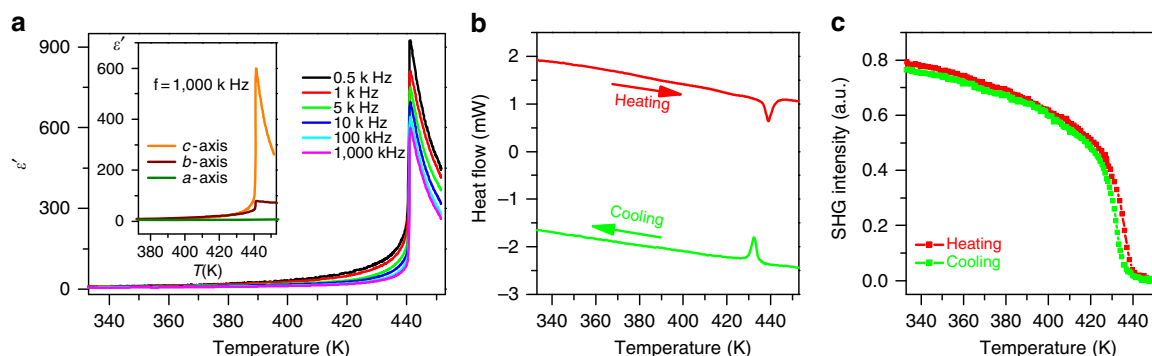 a
ε′
900
600
300
0
340
360
380
400
420
440
Temperature (K)
ε′
600
400
200
0
380
400
420
440
T(K)
f = 1,000 k Hz
c-axis
b-axis
a-axis
0.5 k Hz
1 k Hz
5 k Hz
10 k Hz
100 kHz
1,000 kHz
b
Heat flow (mW)
2
1
0
−1
−2
−3
340 360 380 400 420 440
Temperature (K)
Heating
Cooling
c
SHG intensity (a.u.)
1.0
0.8
0.6
0.4
0.2
0.0
340 360 380 400 420 440
Temperature (K)
Heating
Cooling